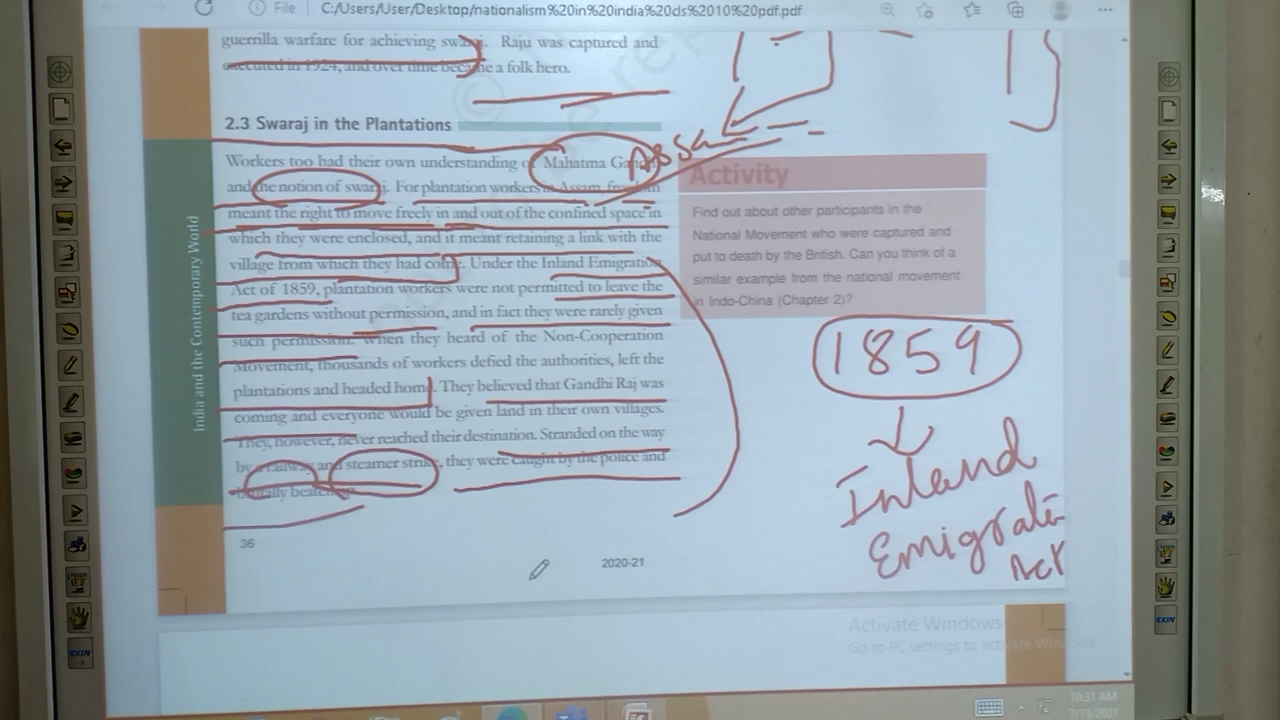 File
C:/Users/User/Desktop/nationalism%20in%20india%20cls%2010%20pdf.pdf
guerrilla warfare for achieving swaraj. Raju was captured and
executed in 1924, and over time became a folk hero.
2.3 Swaraj in the Plantations
Workers too had their own understanding of Mahatma Gandhi
and the notion of swaraj. For plantation workers in Assam, freedom
meant the right to move freely in and out of the confined space in
which they were enclosed, and it meant retaining a link with the
village from which they had come. Under the Inland Emigration
Act of 1859, plantation workers were not permitted to leave the
tea gardens without permission, and in fact they were rarely given
such permission. When they heard of the Non-Cooperation
Movement, thousands of workers defied the authorities, left the
plantations and headed home. They believed that Gandhi Raj was
coming and everyone would be given land in their own villages.
They, however, never reached their destination. Stranded on the way
by a railway and steamer strike, they were caught by the police and
brutally beaten
36
2020-21
India and the Contemporary World
Activity
Find out about other participants in the
National Movement who were captured and
put to death by the British. Can you think of a
similar example from the national movement
in Indo-China (Chapter 2)?
1859
Inland
Emigrati
Act
Activate Windows
Go to PC settings to activate Windows.
EXIN
EXIN
10:31 AM
7/13/2021